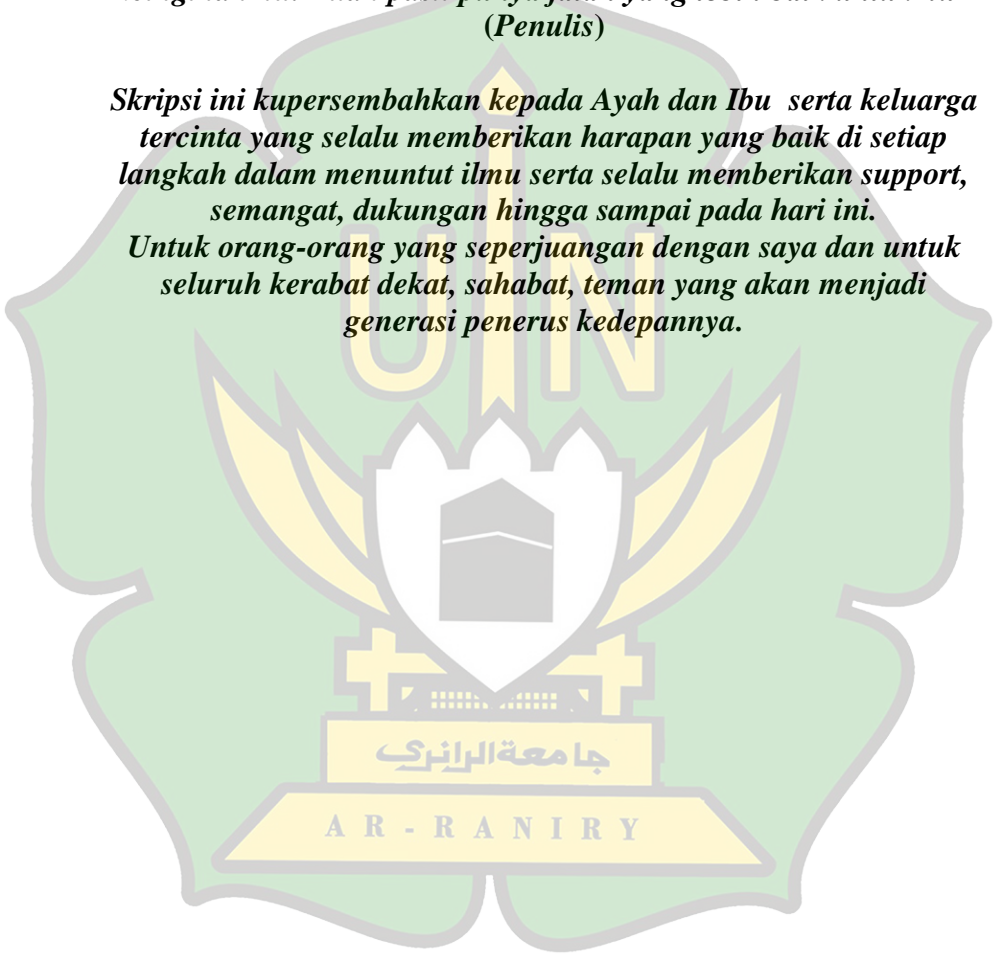 (Penulis)
Skripsi ini kupersembahkan kepada Ayah dan Ibu serta keluarga
tercinta yang selalu memberikan harapan yang baik di setiap
langkah dalam menuntut ilmu serta selalu memberikan support,
semangat, dukungan hingga sampai pada hari ini.
Untuk orang-orang yang seperjuangan dengan saya dan untuk
seluruh kerabat dekat, sahabat, teman yang akan menjadi
generasi penerus kedepannya.
UIN
جامعةالرانري
AR-RANIRY